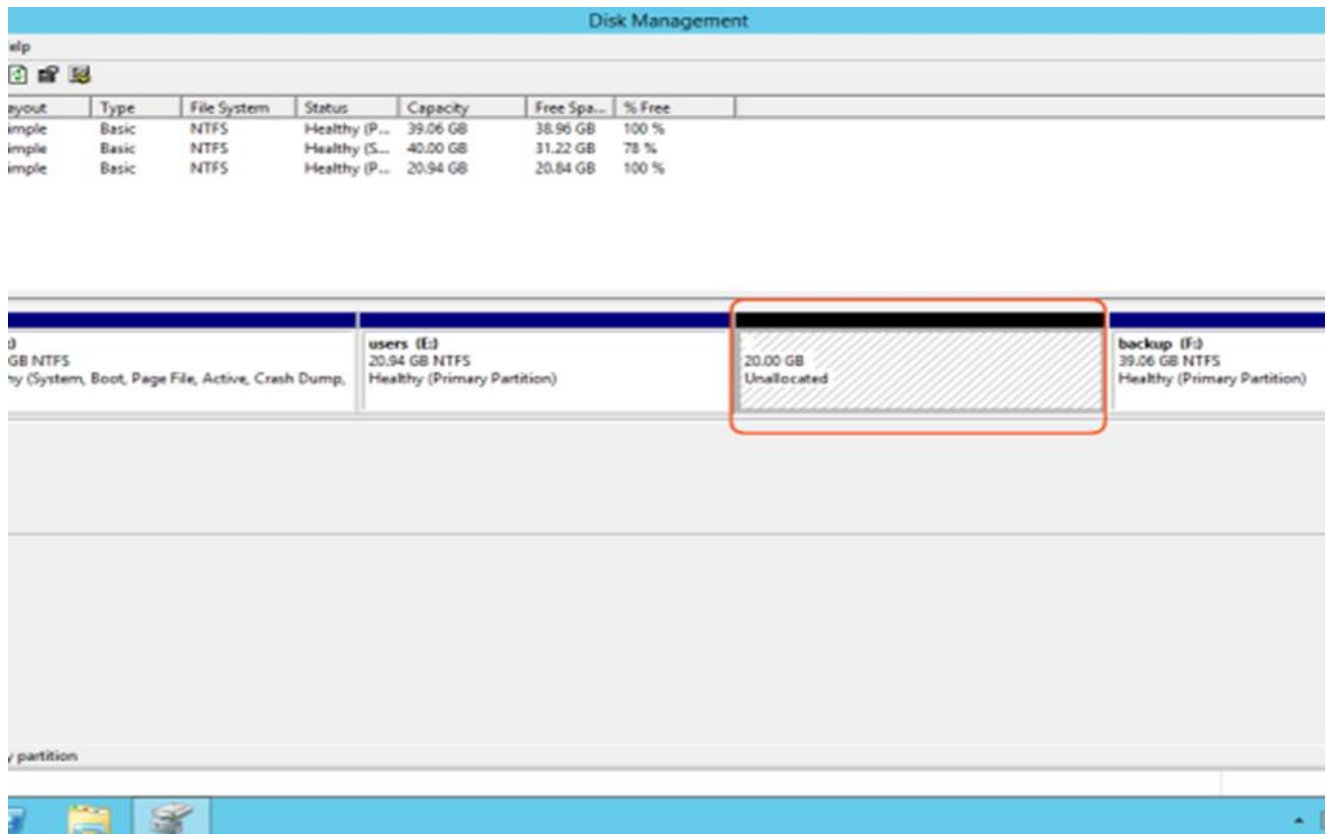 Disk Management
elp
ayout Type File System Status Capacity Free Spa... % Free
imple Basic NTFS Healthy (P... 39.06 GB 38.96 GB 100 %
imple Basic NTFS Healthy (S... 40.00 GB 31.22 GB 78 %
imple Basic NTFS Healthy (P... 20.94 GB 20.84 GB 100 %
:)
GB NTFS
hy (System, Boot, Page File, Active, Crash Dump,
users (E:)
20.94 GB NTFS
Healthy (Primary Partition)
20.00 GB
Unallocated
backup (F:)
39.06 GB NTFS
Healthy (Primary Partition)
y partition